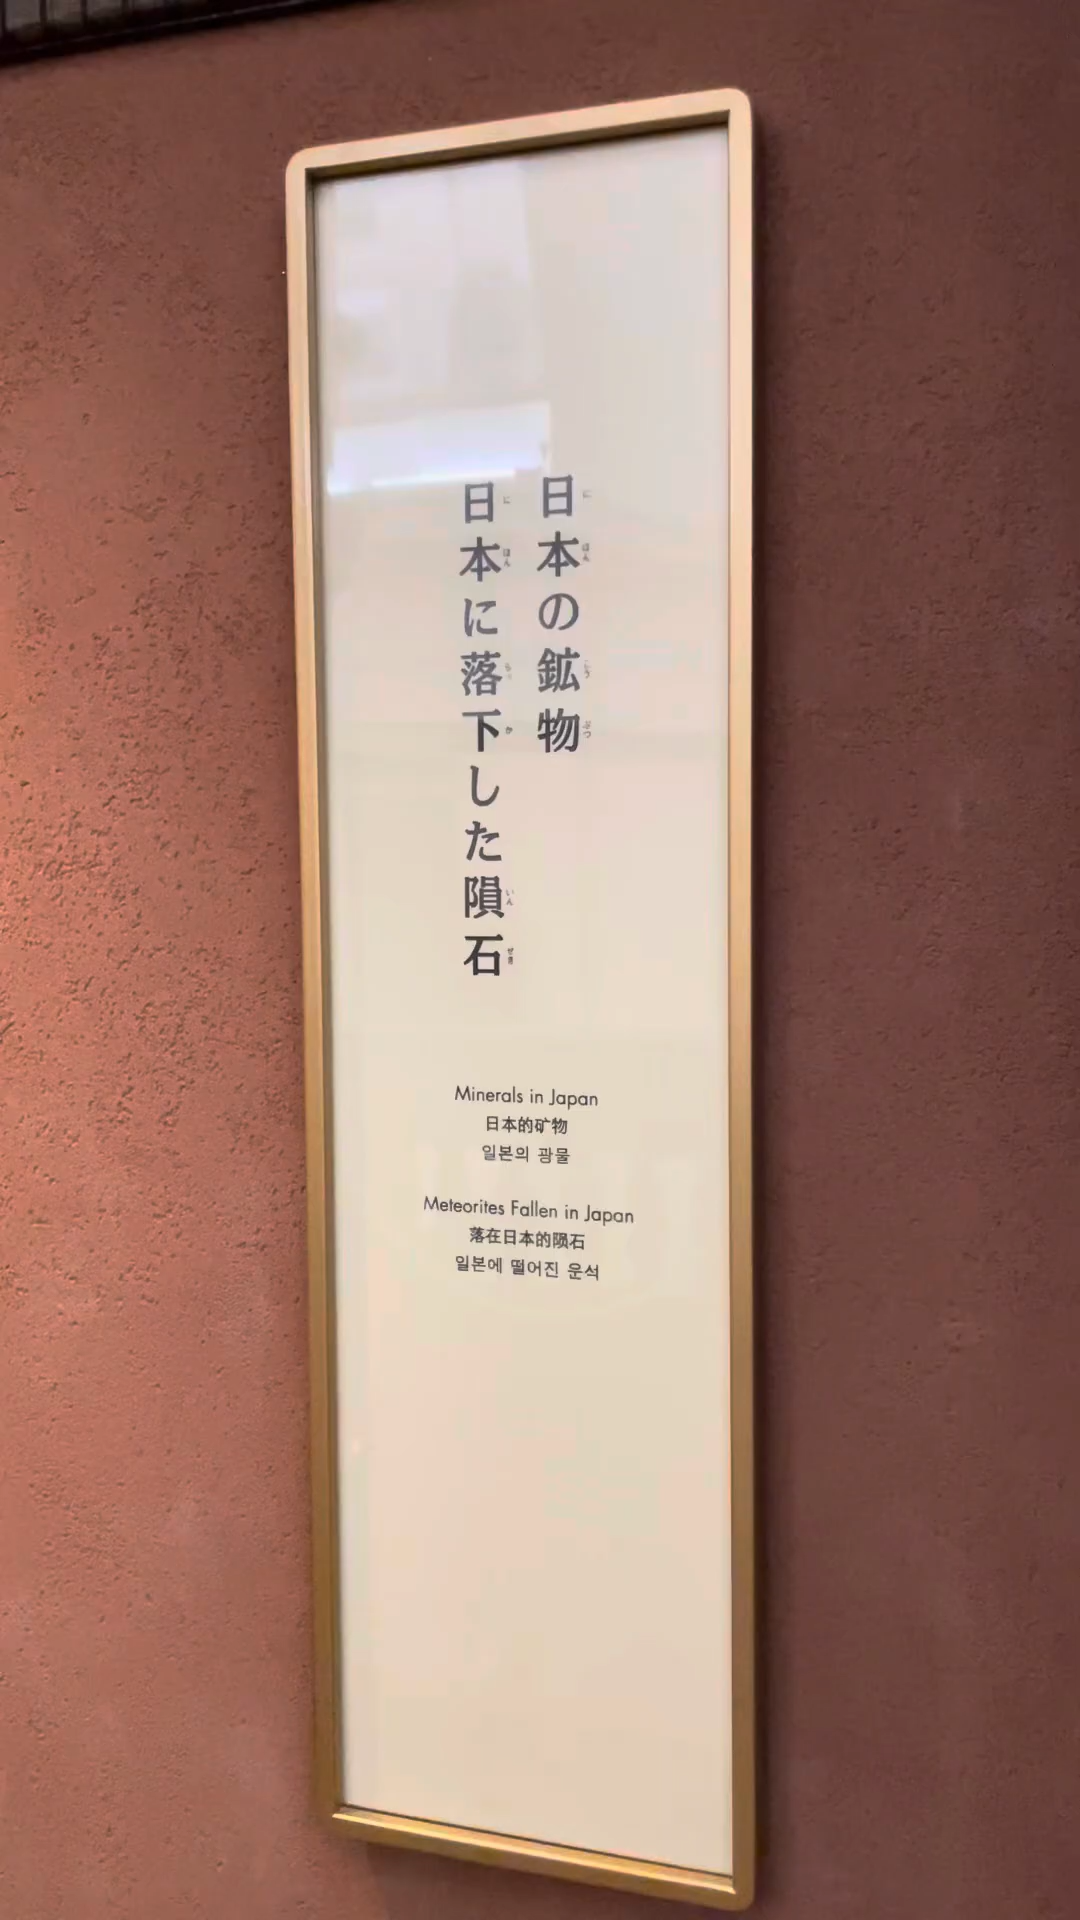 日本の鉱物
日本に落下した隕石
Minerals in Japan
日本的矿物
일본의 광물
Meteorites Fallen in Japan
落在日本的陨石
일본에 떨어진 운석